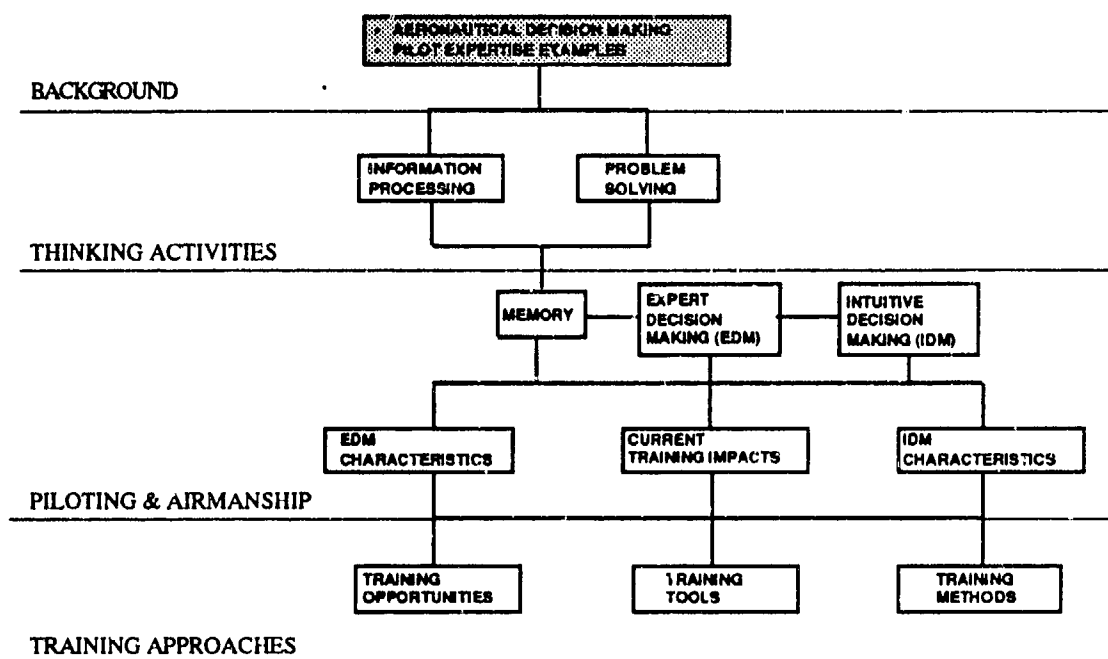 • AERONAUTICAL DECISION MAKING
• PILOT EXPERTISE EXAMPLES
BACKGROUND
INFORMATION
PROCESSING
PROBLEM
SOLVING
THINKING ACTIVITIES
MEMORY
EXPERT
DECISION
MAKING (EDM)
INTUITIVE
DECISION
MAKING (IDM)
EDM
CHARACTERISTICS
CURRENT
TRAINING IMPACTS
IDM
CHARACTERISTICS
PILOTING & AIRMANSHIP
TRAINING
OPPORTUNITIES
TRAINING
TOOLS
TRAINING
METHODS
TRAINING APPROACHES